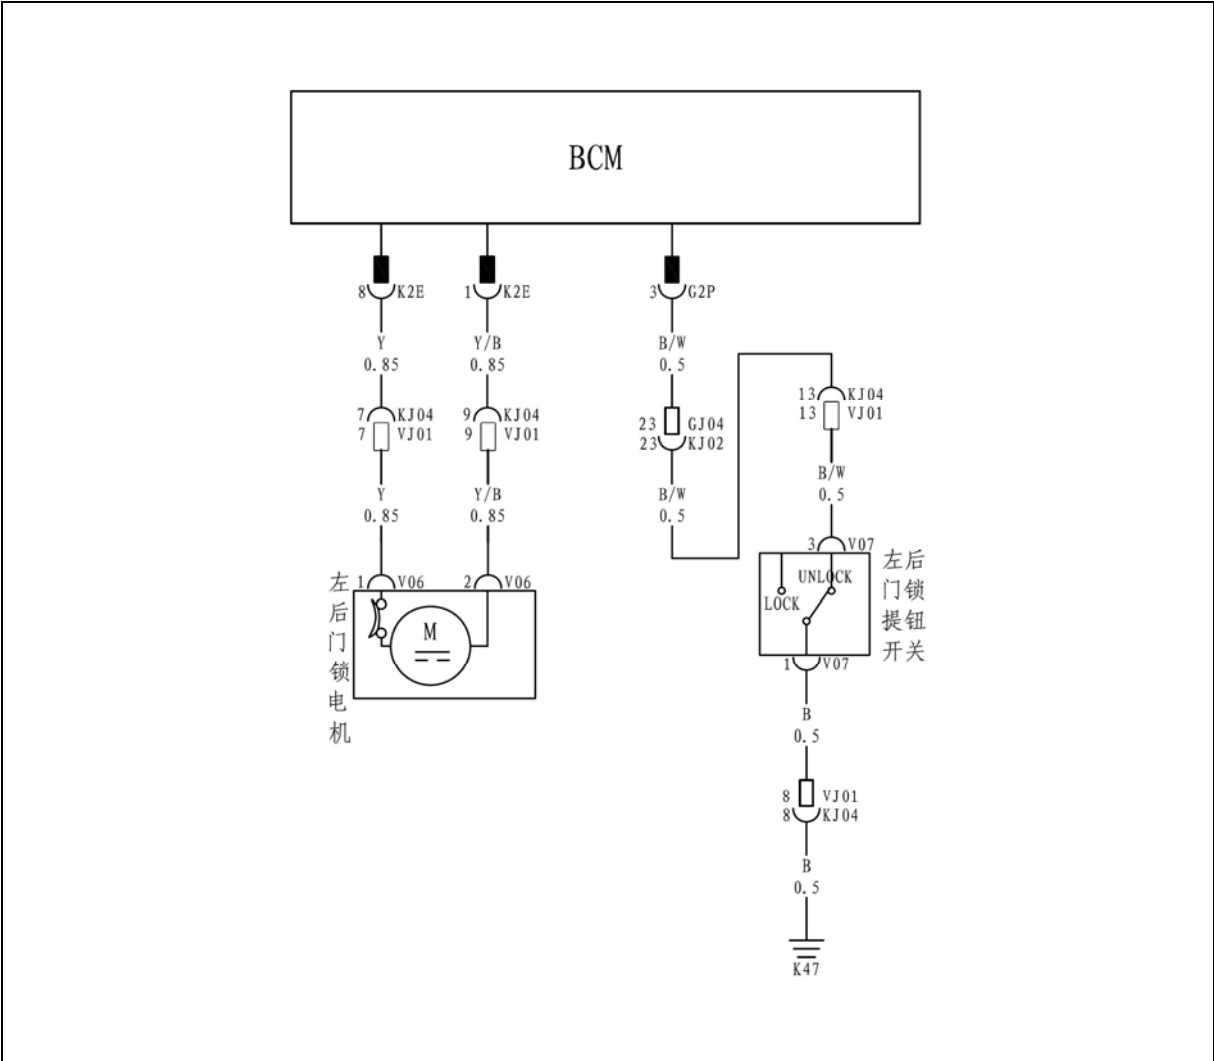 BCM
8 K2E
1 K2E
3 G2P
Y
0.85
Y/B
0.85
B/W
0.5
7 KJ04
7 VJ01
9 KJ04
9 VJ01
23 GJ04
23 KJ02
13 KJ04
13 VJ01
Y
0.85
Y/B
0.85
B/W
0.5
B/W
0.5
1 V06
2 V06
左后门锁电机
M
3 V07
UNLOCK
LOCK
左后
门锁
提钮
开关
1 V07
B
0.5
8 VJ01
8 KJ04
B
0.5
K47